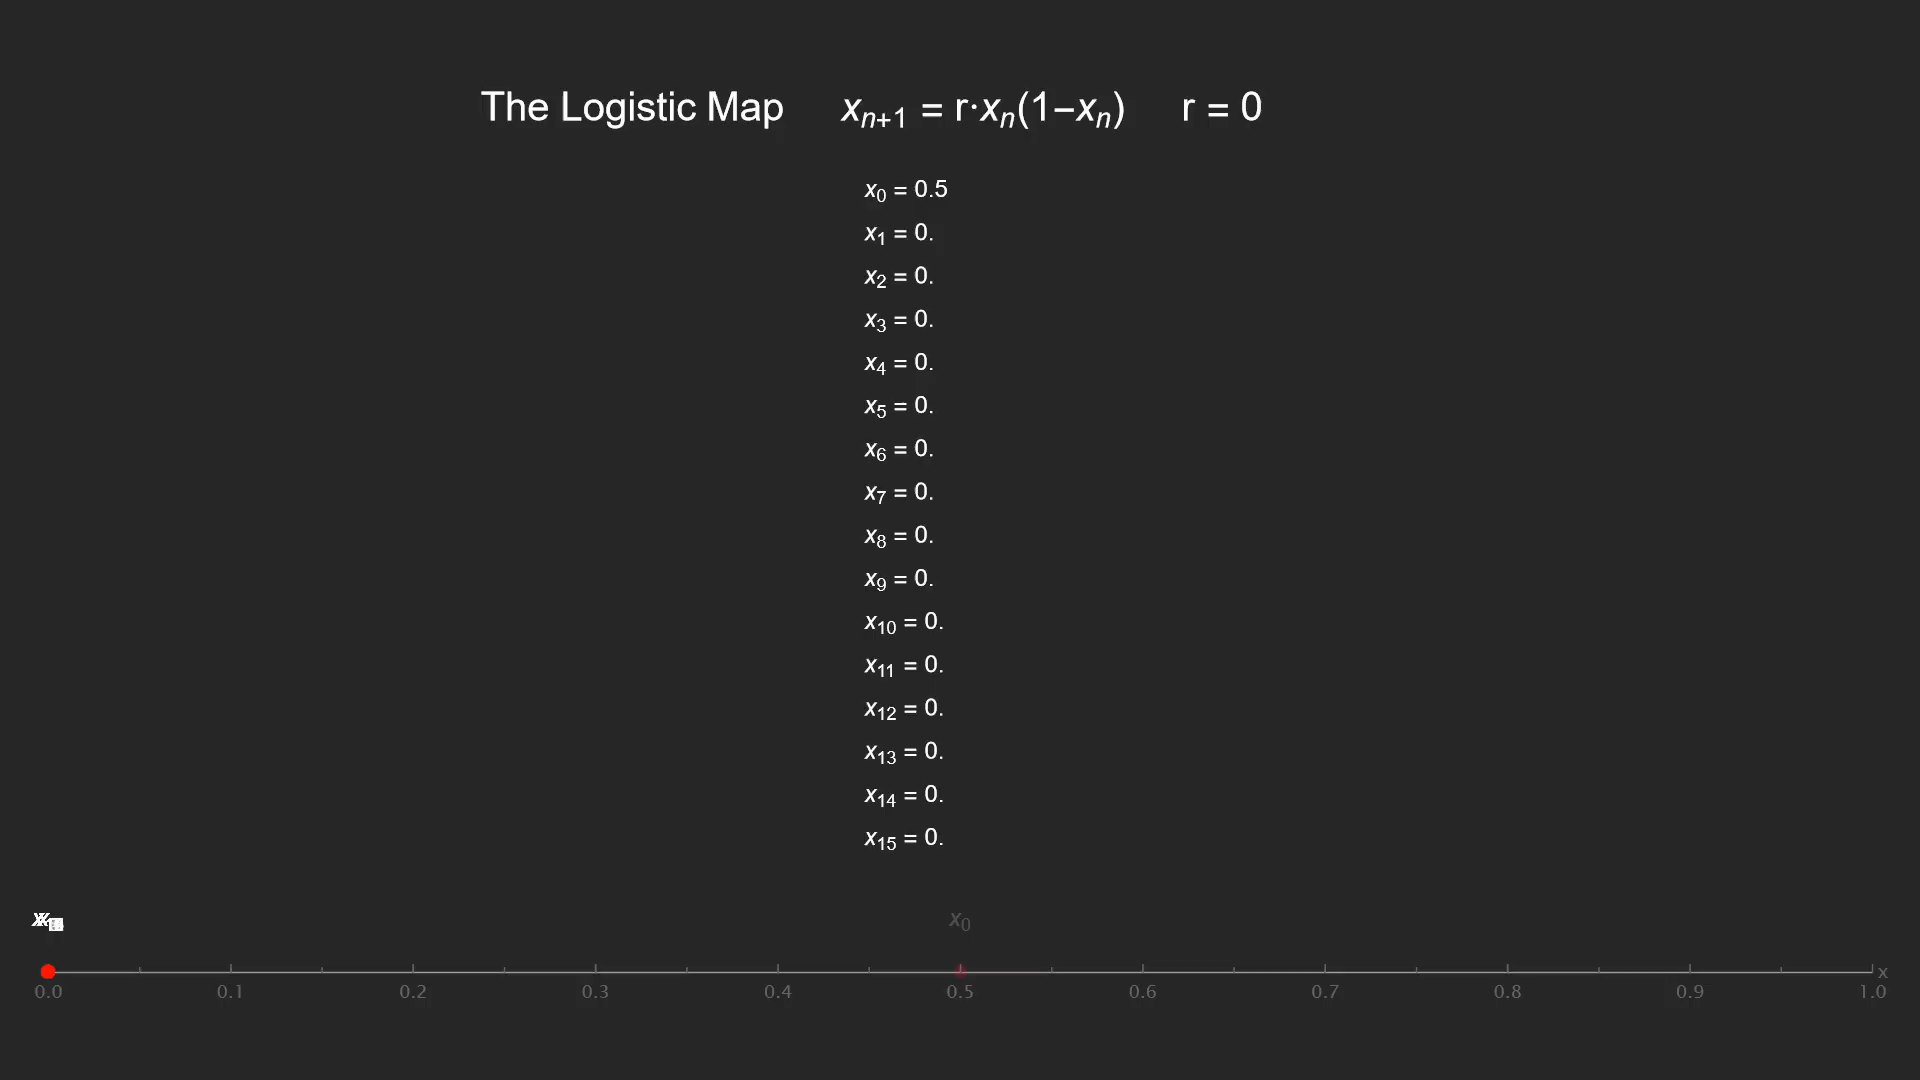 The Logistic Map xₙ₊₁ = r·xₙ(1−xₙ) r = 0
x₀ = 0.5
x₁ = 0.
x₂ = 0.
x₃ = 0.
x₄ = 0.
x₅ = 0.
x₆ = 0.
x₇ = 0.
x₈ = 0.
x₉ = 0.
x₁₀ = 0.
x₁₁ = 0.
x₁₂ = 0.
x₁₃ = 0.
x₁₄ = 0.
x₁₅ = 0.
x₀
x
0.0 0.1 0.2 0.3 0.4 0.5 0.6 0.7 0.8 0.9 1.0